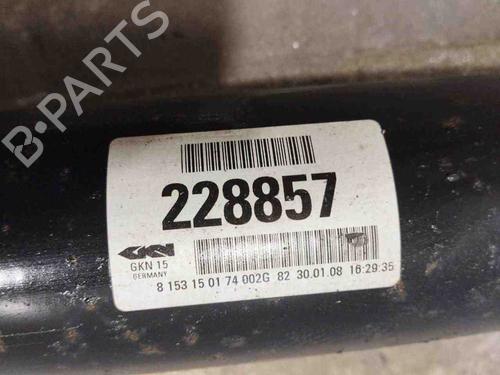 B-PARTS
228857
GKN
GKN 15
GERMANY
8 153 15 01 74 002G 82 30.01.08 16:29:35